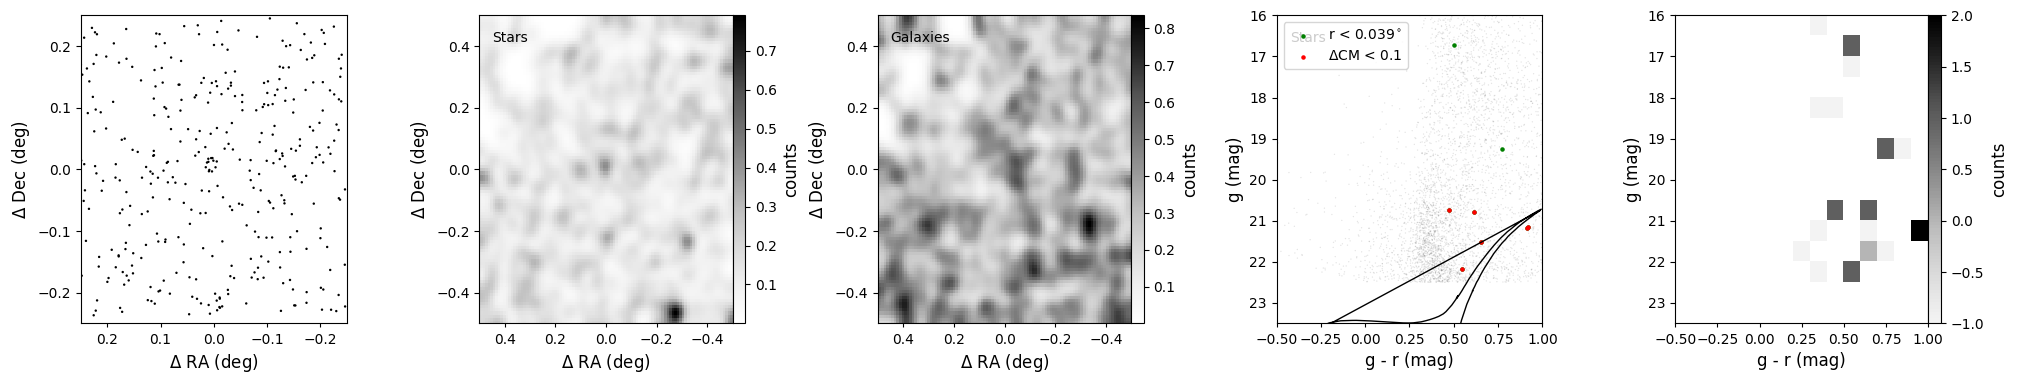 0.2
0.1
0.0
−0.1
−0.2
Δ Dec (deg)
0.2 0.1 0.0 −0.1 −0.2
Δ RA (deg)
Stars
0.4
0.2
0.0
−0.2
−0.4
Δ Dec (deg)
0.4 0.2 0.0 −0.2 −0.4
Δ RA (deg)
0.7
0.6
0.5
0.4
0.3
0.2
0.1
counts
Galaxies
0.4
0.2
0.0
−0.2
−0.4
Δ Dec (deg)
0.4 0.2 0.0 −0.2 −0.4
Δ RA (deg)
0.8
0.7
0.6
0.5
0.4
0.3
0.2
0.1
counts
Stars
r < 0.039°
ΔCM < 0.1
16
17
18
19
20
21
22
23
g (mag)
−0.50 −0.25 0.00 0.25 0.50 0.75 1.00
g - r (mag)
16
17
18
19
20
21
22
23
g (mag)
−0.50 −0.25 0.00 0.25 0.50 0.75 1.00
g - r (mag)
2.0
1.5
1.0
0.5
0.0
−0.5
−1.0
counts